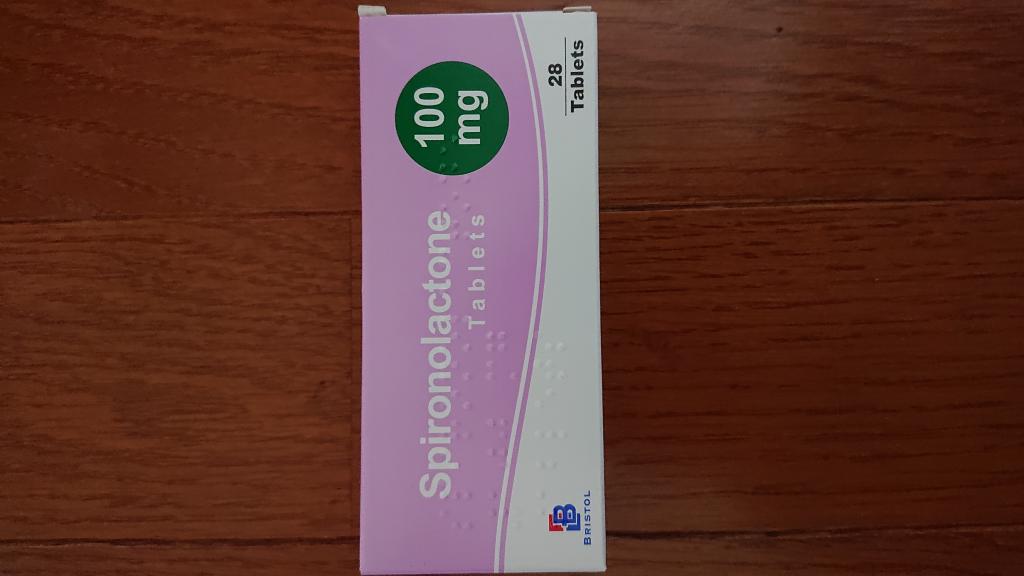 Spironolactone
Tablets
100
mg
28
Tablets
BRISTOL